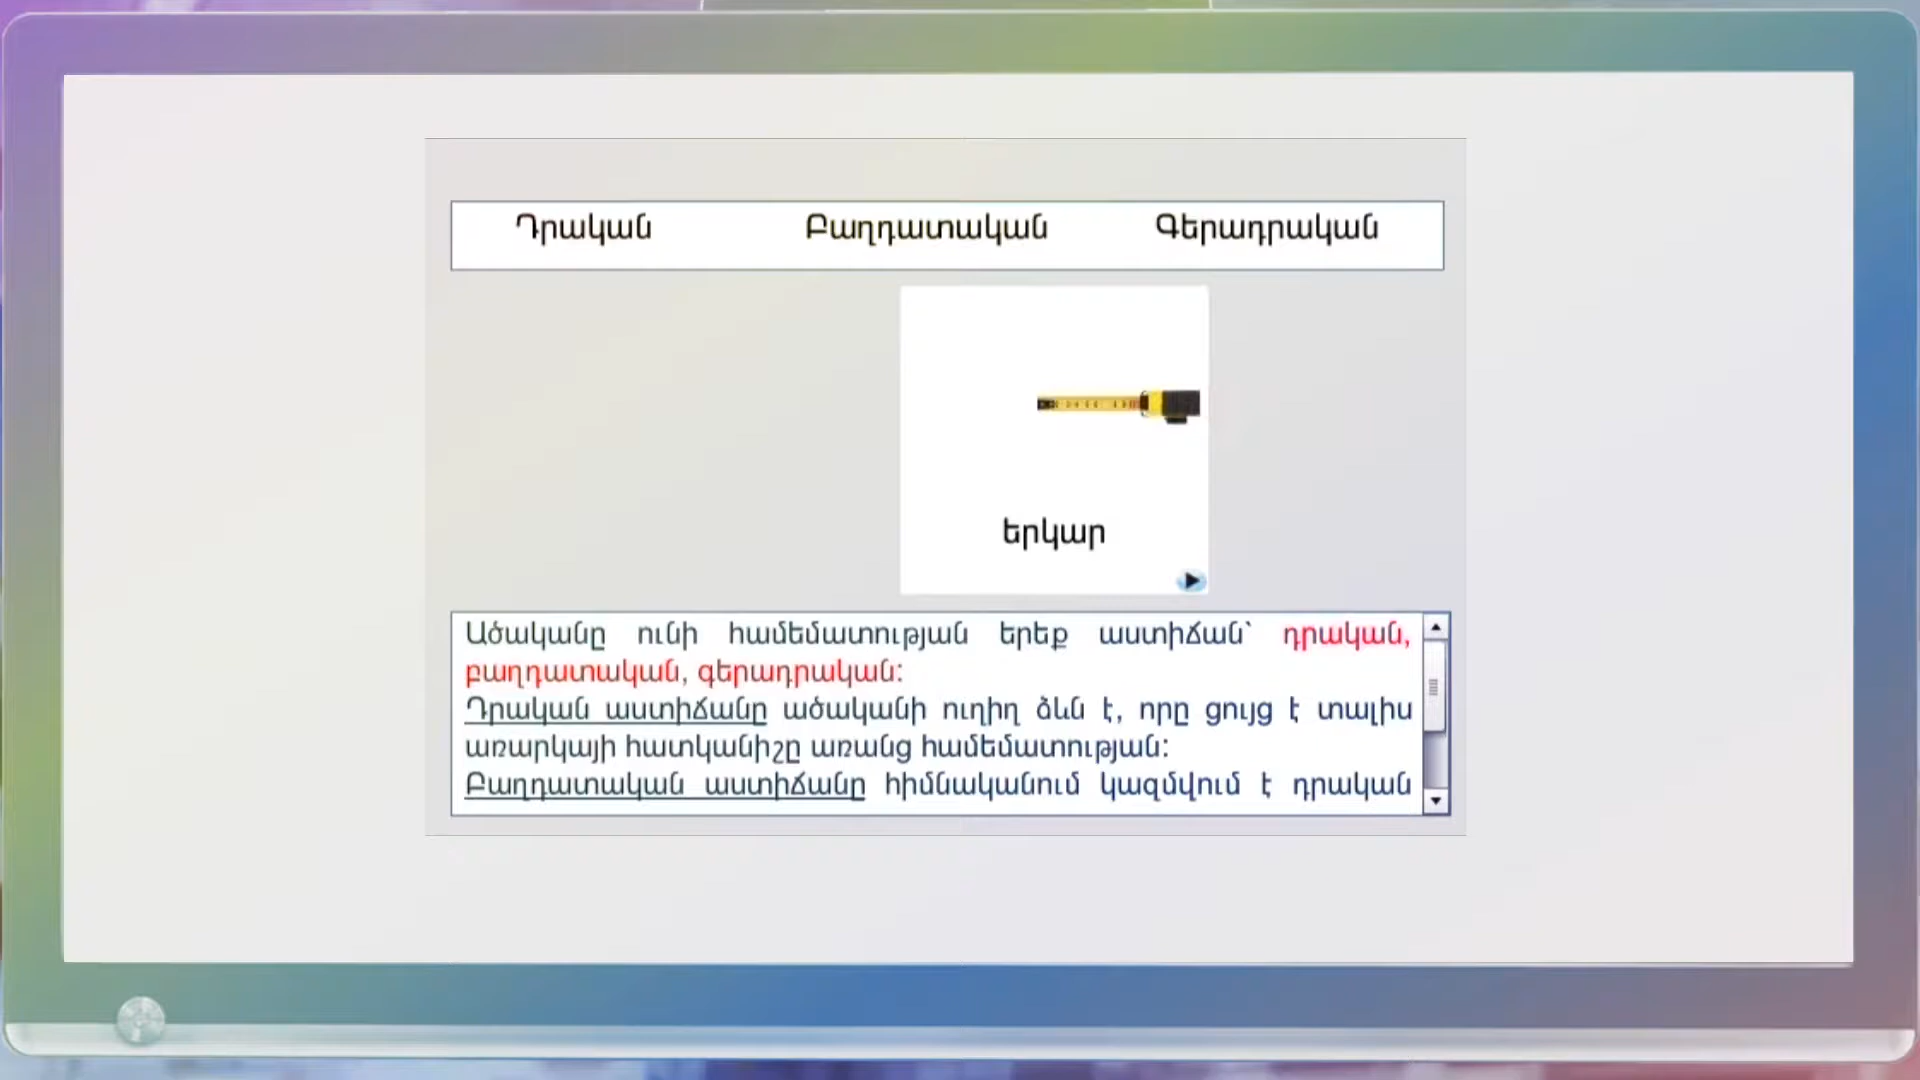 Դրական Բաղդատական Գերադրական
երկար
Ածականը ունի համեմատության երեք աստիճան՝ դրական,
բաղդատական, գերադրական:
Դրական աստիճանը ածականի ուղիղ ձևն է, որը ցույց է տալիս
առարկայի հատկանիշը առանց համեմատության:
Բաղդատական աստիճանը հիմնականում կազմվում է դրական